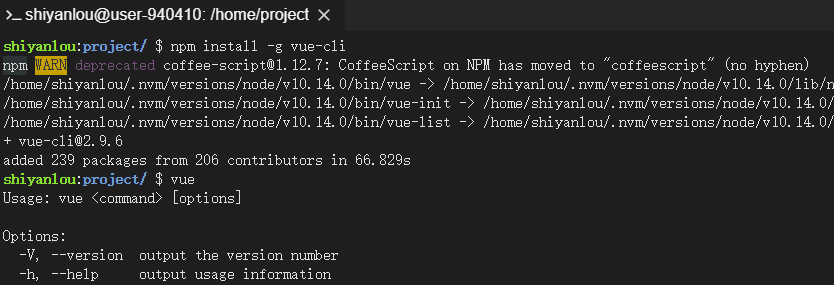 >_ shiyanlou@user-940410: /home/project ×
shiyanlou:project/ $ npm install -g vue-cli
npm WARN deprecated coffee-script@1.12.7: CoffeeScript on NPM has moved to "coffeescript" (no hyphen)
/home/shiyanlou/.nvm/versions/node/v10.14.0/bin/vue -> /home/shiyanlou/.nvm/versions/node/v10.14.0/lib/n
/home/shiyanlou/.nvm/versions/node/v10.14.0/bin/vue-init -> /home/shiyanlou/.nvm/versions/node/v10.14.0/
/home/shiyanlou/.nvm/versions/node/v10.14.0/bin/vue-list -> /home/shiyanlou/.nvm/versions/node/v10.14.0/
+ vue-cli@2.9.6
added 239 packages from 206 contributors in 66.829s
shiyanlou:project/ $ vue
Usage: vue <command> [options]
Options:
-V, --version  output the version number
-h, --help     output usage information